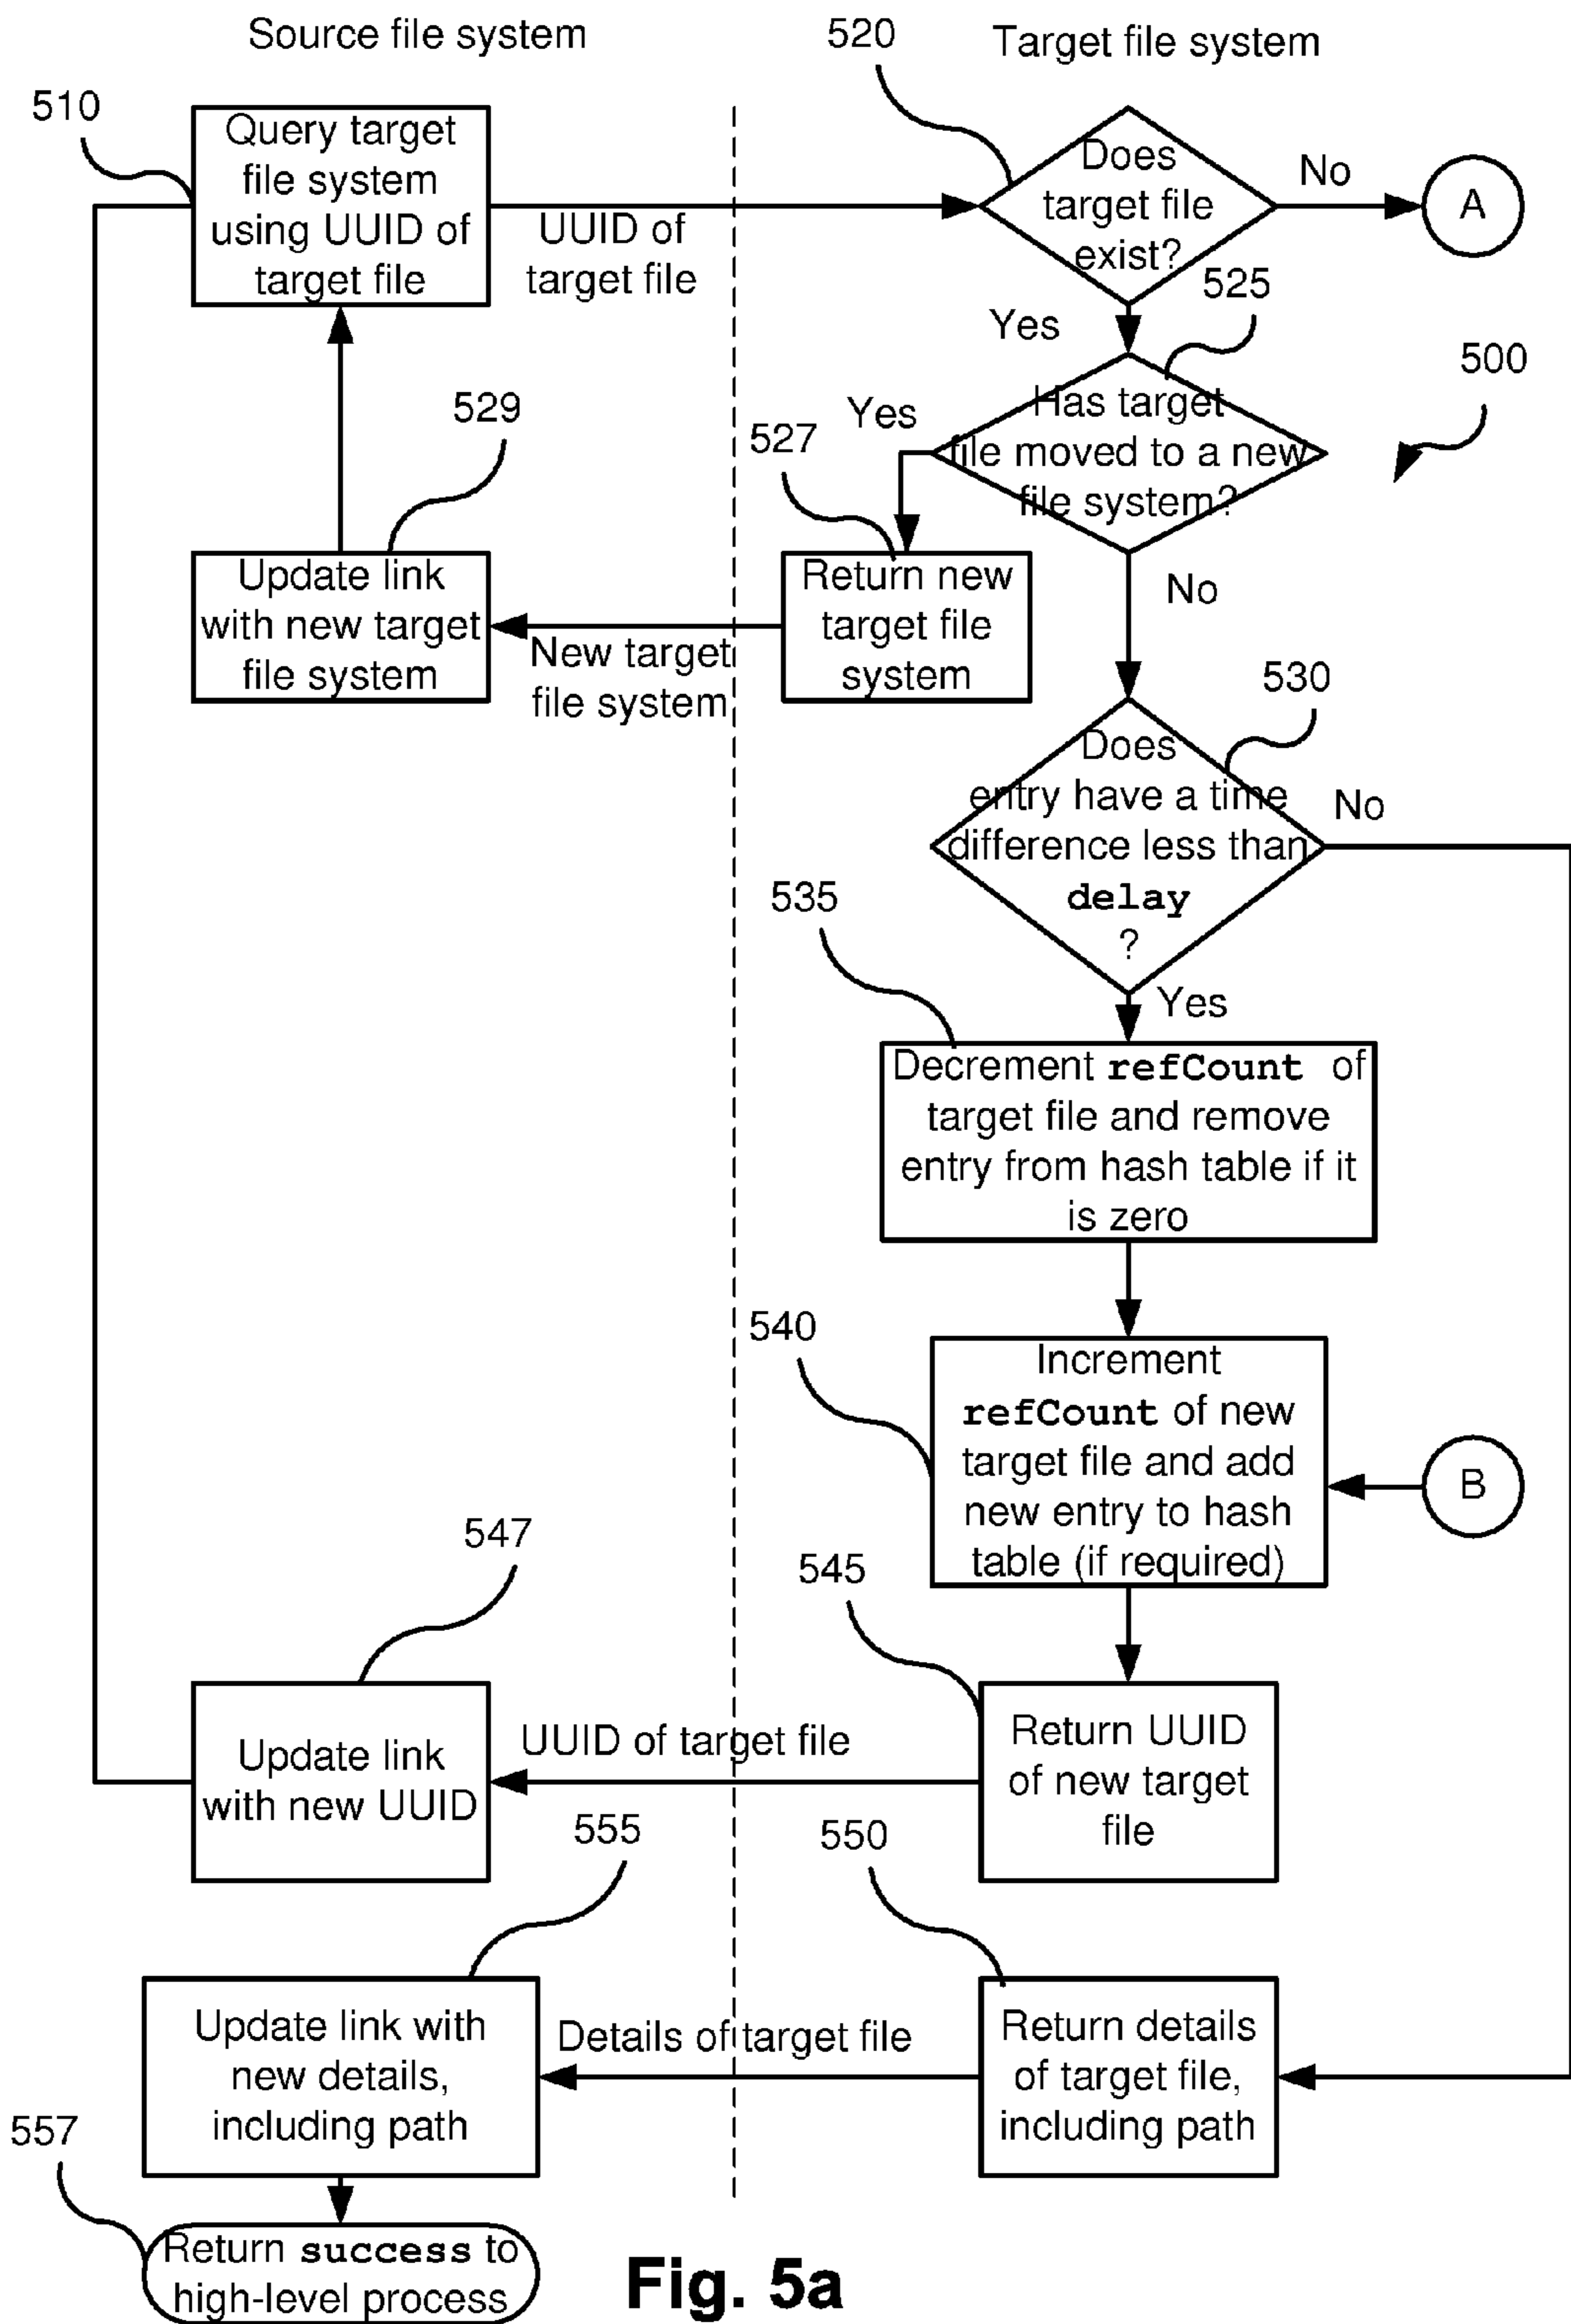 Source file system
520
Target file system
510
Query target
file system
using UUID of
target file
UUID of
target file
Does
target file
exist?
No
A
525
Yes
500
Has target
file moved to a new
file system?
Yes
527
529
No
Update link
with new target
file system
New target
file system
Return new
target file
system
530
Does
entry have a time
difference less than
delay
?
No
535
Yes
Decrement refCount of
target file and remove
entry from hash table if it
is zero
540
Increment
refCount of new
target file and add
new entry to hash
table (if required)
B
547
545
Update link
with new UUID
UUID of target file
Return UUID
of new target
file
555
550
Update link with
new details,
including path
Details of target file
Return details
of target file,
including path
557
Return success to
high-level process
Fig. 5a